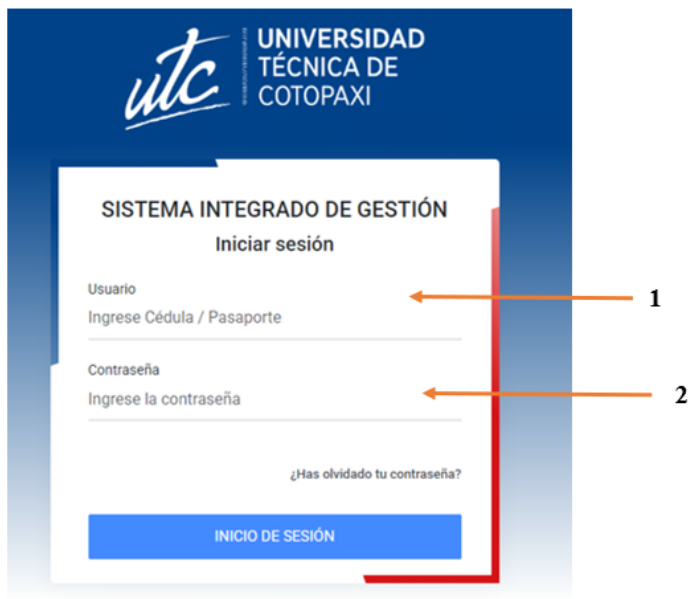 utc
UNIVERSIDAD
TÉCNICA DE
COTOPAXI
SISTEMA INTEGRADO DE GESTIÓN
Iniciar sesión
Usuario
1
Ingrese Cédula / Pasaporte
Contraseña
2
Ingrese la contraseña
¿Has olvidado tu contraseña?
INICIO DE SESIÓN